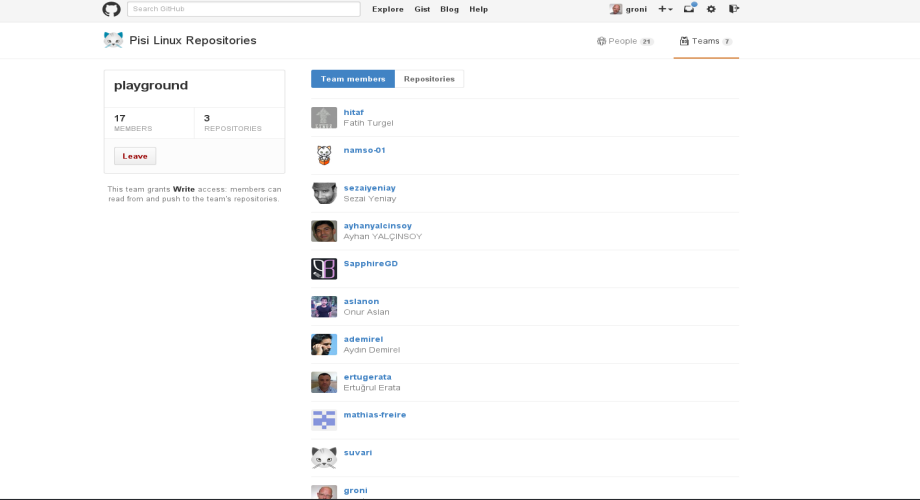 Search GitHub
Explore Gist Blog Help
groni
Pisi Linux Repositories
People 21
Teams 7
playground
17 MEMBERS
3 REPOSITORIES
Leave
This team grants Write access: members can
read from and push to the team's repositories.
Team members
Repositories
hitaf
Fatih Turgel
namso-01
sezaiyeniay
Sezai Yeniay
ayhanyalcinsoy
Ayhan YALÇINSOY
SapphireGD
aslanon
Onur Aslan
ademirel
Aydın Demirel
ertugerata
Ertuğrul Erata
mathias-freire
suvari
groni